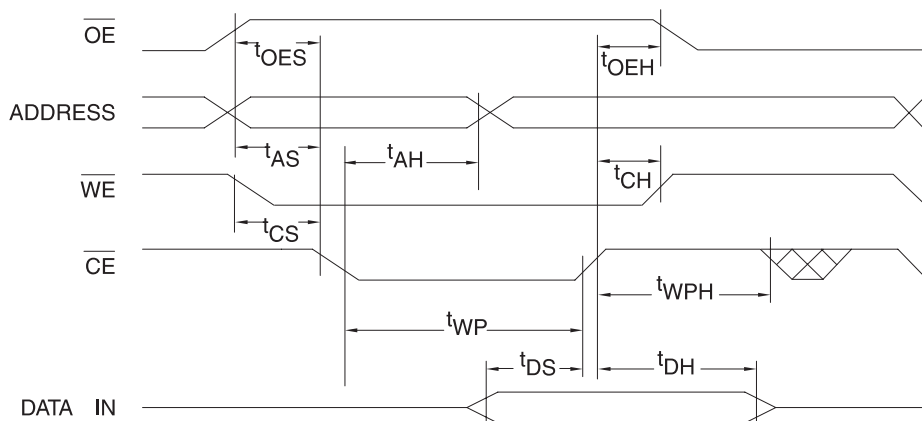 OE
tOES
tOEH
ADDRESS
tAS
tAH
tCH
WE
tCS
CE
tWPH
tWP
tDS
tDH
DATA IN